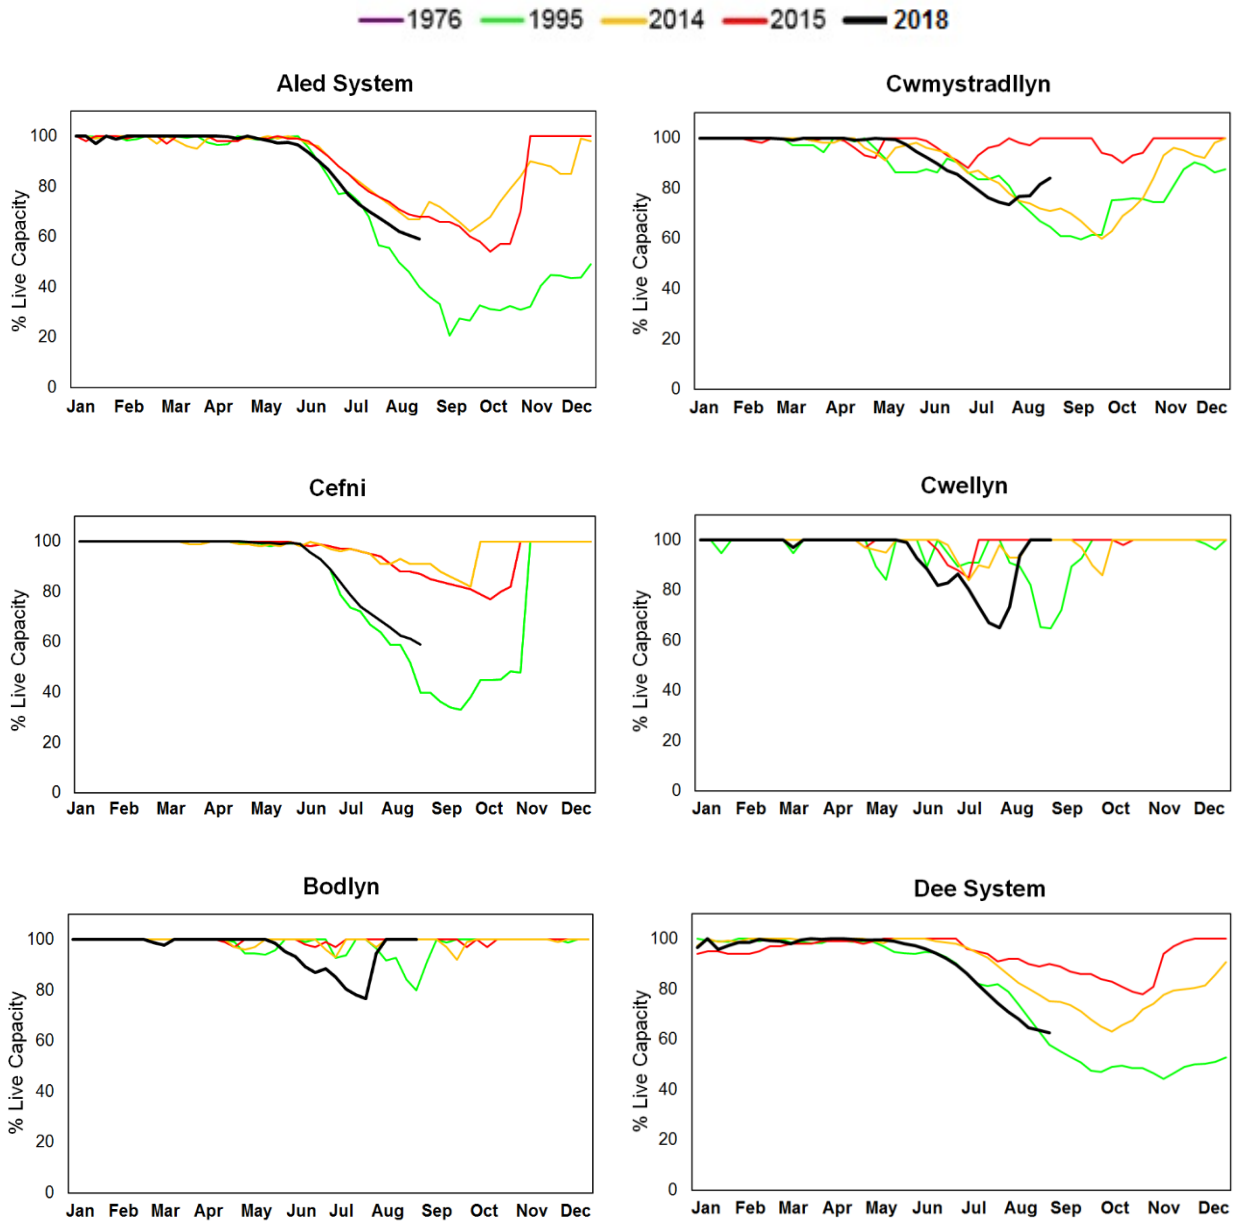 1976 1995 2014 2015 2018
Aled System
% Live Capacity
100
80
60
40
20
0
Jan Feb Mar Apr May Jun Jul Aug Sep Oct Nov Dec
Cwmystradllyn
% Live Capacity
100
80
60
40
20
0
Jan Feb Mar Apr May Jun Jul Aug Sep Oct Nov Dec
Cefni
% Live Capacity
100
80
60
40
20
0
Jan Feb Mar Apr May Jun Jul Aug Sep Oct Nov Dec
Cwellyn
% Live Capacity
100
80
60
40
20
0
Jan Feb Mar Apr May Jun Jul Aug Sep Oct Nov Dec
Bodlyn
% Live Capacity
100
80
60
40
20
0
Jan Feb Mar Apr May Jun Jul Aug Sep Oct Nov Dec
Dee System
% Live Capacity
100
80
60
40
20
0
Jan Feb Mar Apr May Jun Jul Aug Sep Oct Nov Dec